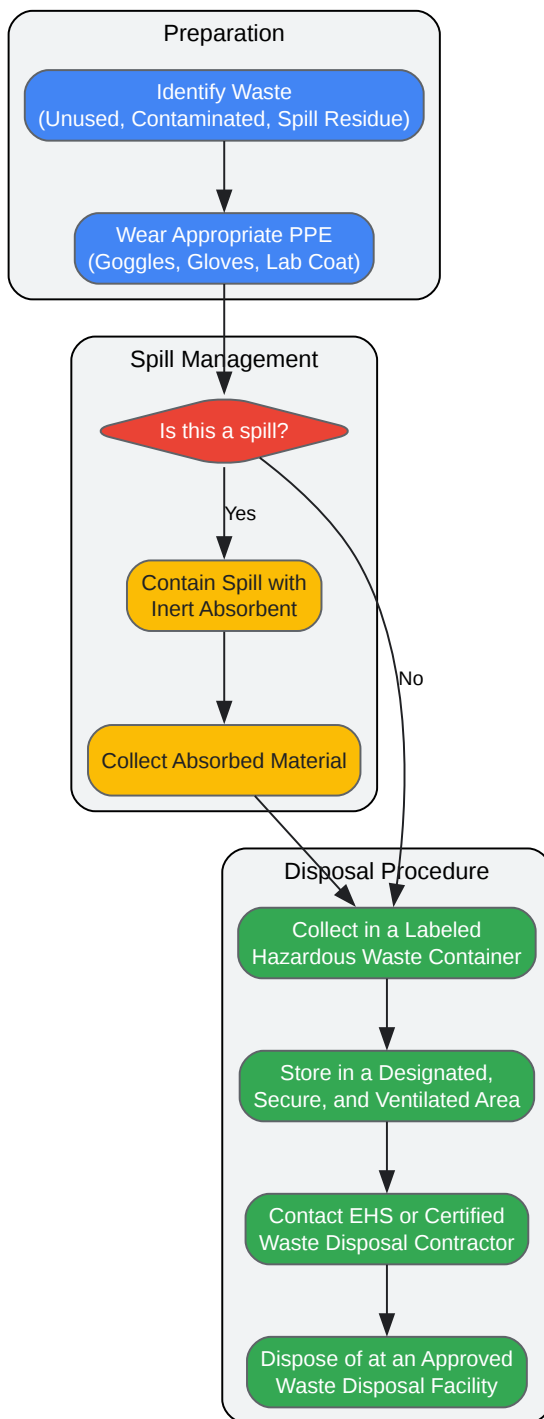 Preparation
Identify Waste
(Unused, Contaminated, Spill Residue)
Wear Appropriate PPE
(Goggles, Gloves, Lab Coat)
Spill Management
Is this a spill?
Yes
Contain Spill with
Inert Absorbent
No
Collect Absorbed Material
Disposal Procedure
Collect in a Labeled
Hazardous Waste Container
Store in a Designated,
Secure, and Ventilated Area
Contact EHS or Certified
Waste Disposal Contractor
Dispose of at an Approved
Waste Disposal Facility